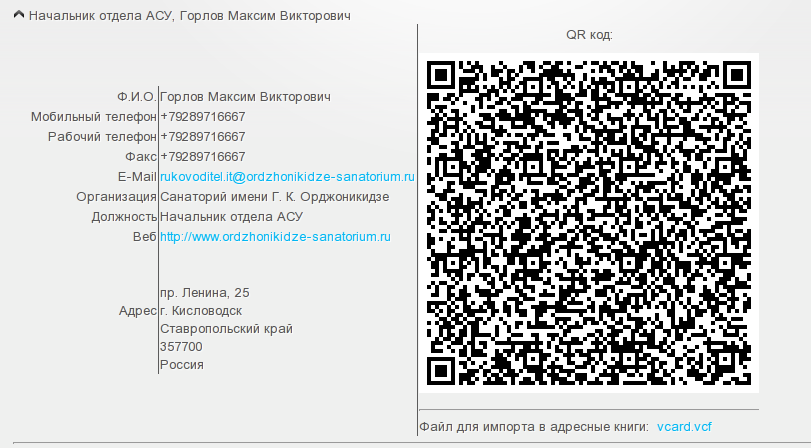 Начальник отдела АСУ, Горлов Максим Викторович
QR код:
Ф.И.О. Горлов Максим Викторович
Мобильный телефон +79289716667
Рабочий телефон +79289716667
Факс +79289716667
E-Mail rukovoditel.it@ordzhonikidze-sanatorium.ru
Организация Санаторий имени Г. К. Орджоникидзе
Должность Начальник отдела АСУ
Веб http://www.ordzhonikidze-sanatorium.ru
пр. Ленина, 25
Адрес г. Кисловодск
Ставропольский край
357700
Россия
Файл для импорта в адресные книги: vcard.vcf